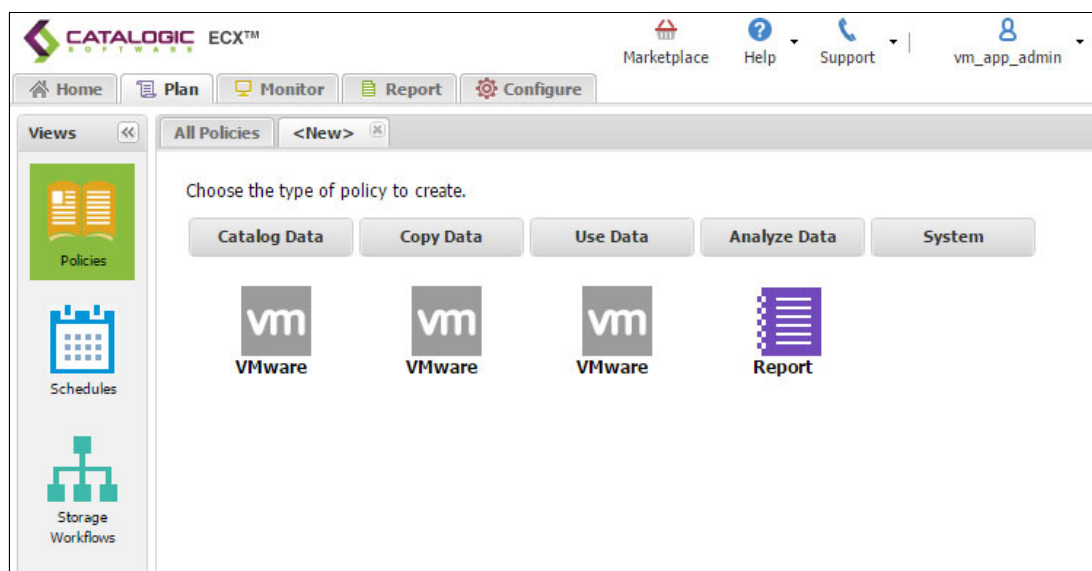 CATALOGIC ECX™
SOFTWARE
Marketplace Help Support vm_app_admin
Home Plan Monitor Report Configure
Views All Policies <New>
Choose the type of policy to create.
Catalog Data Copy Data Use Data Analyze Data System
Policies
vm vm vm
VMware VMware VMware Report
Schedules
Storage
Workflows